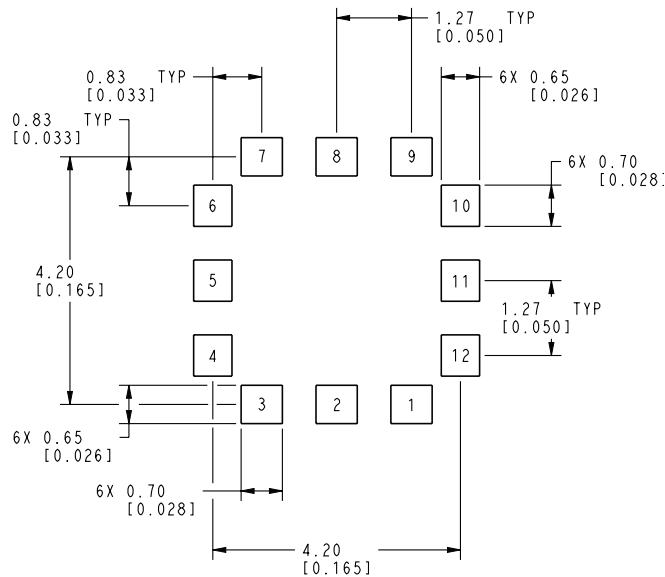 1.27 TYP
[0.050]
0.83 TYP
[0.033]
6X 0.65
[0.026]
0.83 TYP
[0.033]
7 8 9
6X 0.70
[0.028]
6 10
4.20
[0.165]
5 11
1.27 TYP
[0.050]
4 12
3 2 1
6X 0.65
[0.026]
6X 0.70
[0.028]
4.20
[0.165]